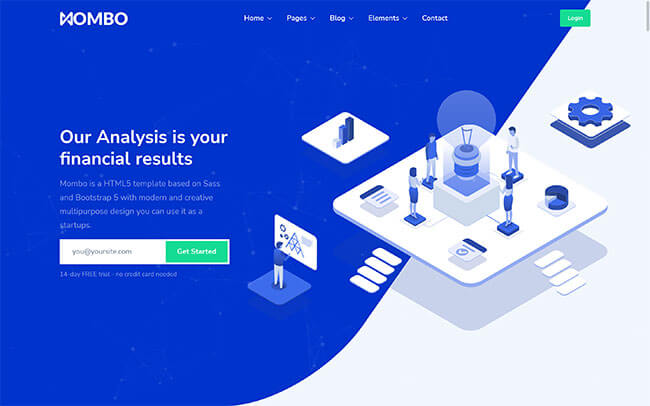 MOMBO
Home Pages Blog Elements Contact
Login
Our Analysis is your
financial results
Mombo is a HTML5 template based on Sass
and Bootstrap 5 with modern and creative
multipurpose design you can use it as a
startups.
you@yoursite.com Get Started
14-day FREE trial - no credit card needed